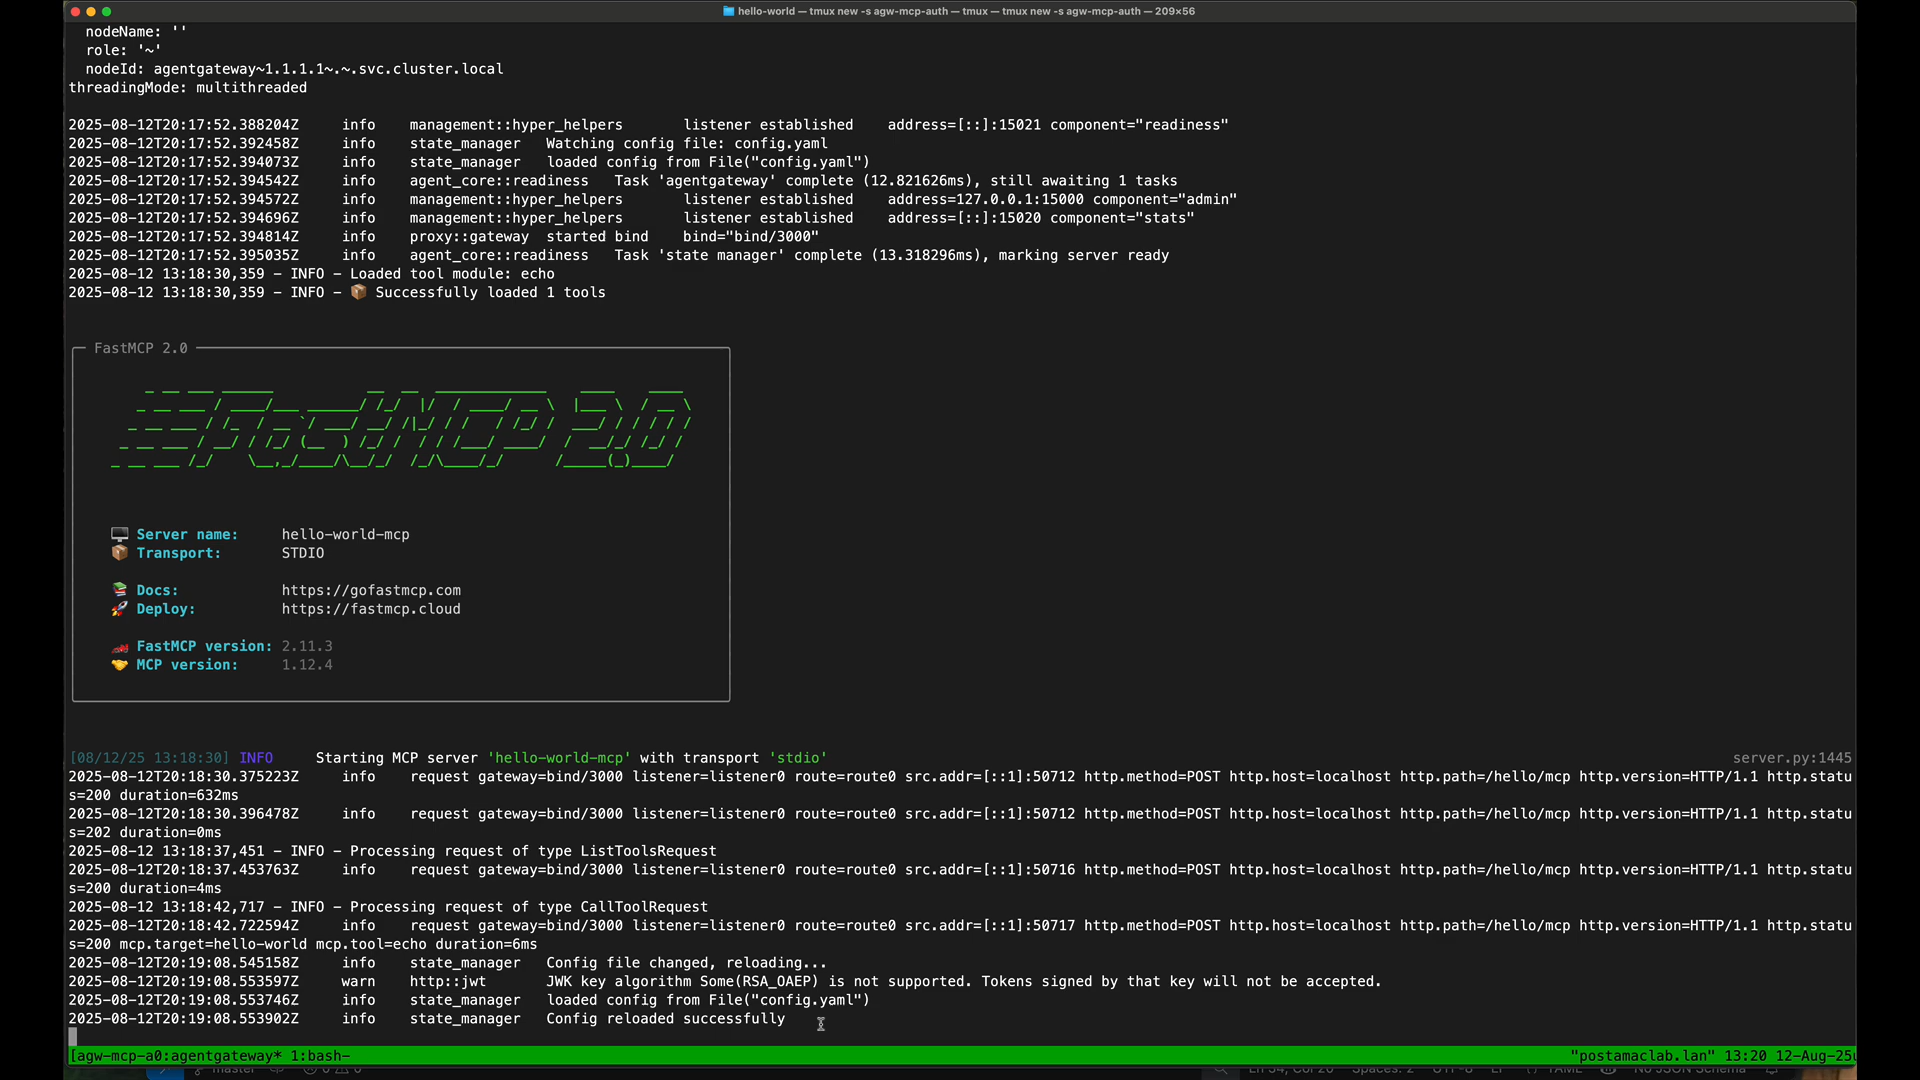 hello-world — tmux new -s agw-mcp-auth — tmux — tmux new -s agw-mcp-auth — 209×56
nodeName: ''
role: '~'
nodeId: agentgateway~1.1.1.1~.~.svc.cluster.local
threadingMode: multithreaded
2025-08-12T20:17:52.388204Z info management::hyper_helpers listener established address=[::]:15021 component="readiness"
2025-08-12T20:17:52.392458Z info state_manager Watching config file: config.yaml
2025-08-12T20:17:52.394073Z info state_manager loaded config from File("config.yaml")
2025-08-12T20:17:52.394542Z info agent_core::readiness Task 'agentgateway' complete (12.821626ms), still awaiting 1 tasks
2025-08-12T20:17:52.394572Z info management::hyper_helpers listener established address=127.0.0.1:15000 component="admin"
2025-08-12T20:17:52.394696Z info management::hyper_helpers listener established address=[::]:15020 component="stats"
2025-08-12T20:17:52.394814Z info proxy::gateway started bind bind="bind/3000"
2025-08-12T20:17:52.395035Z info agent_core::readiness Task 'state manager' complete (13.318296ms), marking server ready
2025-08-12 13:18:30,359 - INFO - Loaded tool module: echo
2025-08-12 13:18:30,359 - INFO - 📦 Successfully loaded 1 tools
FastMCP 2.0
FastMCP 2.0
🖥️ Server name: hello-world-mcp
📦 Transport: STDIO
📚 Docs: https://gofastmcp.com
🚀 Deploy: https://fastmcp.cloud
🏎️ FastMCP version: 2.11.3
🤝 MCP version: 1.12.4
[08/12/25 13:18:30] INFO Starting MCP server 'hello-world-mcp' with transport 'stdio' server.py:1445
2025-08-12T20:18:30.375223Z info request gateway=bind/3000 listener=listener0 route=route0 src.addr=[::1]:50712 http.method=POST http.host=localhost http.path=/hello/mcp http.version=HTTP/1.1 http.statu
s=200 duration=632ms
2025-08-12T20:18:30.396478Z info request gateway=bind/3000 listener=listener0 route=route0 src.addr=[::1]:50712 http.method=POST http.host=localhost http.path=/hello/mcp http.version=HTTP/1.1 http.statu
s=202 duration=0ms
2025-08-12 13:18:37,451 - INFO - Processing request of type ListToolsRequest
2025-08-12T20:18:37.453763Z info request gateway=bind/3000 listener=listener0 route=route0 src.addr=[::1]:50716 http.method=POST http.host=localhost http.path=/hello/mcp http.version=HTTP/1.1 http.statu
s=200 duration=4ms
2025-08-12 13:18:42,717 - INFO - Processing request of type CallToolRequest
2025-08-12T20:18:42.722594Z info request gateway=bind/3000 listener=listener0 route=route0 src.addr=[::1]:50717 http.method=POST http.host=localhost http.path=/hello/mcp http.version=HTTP/1.1 http.statu
s=200 mcp.target=hello-world mcp.tool=echo duration=6ms
2025-08-12T20:19:08.545158Z info state_manager Config file changed, reloading...
2025-08-12T20:19:08.553597Z warn http::jwt JWK key algorithm Some(RSA_OAEP) is not supported. Tokens signed by that key will not be accepted.
2025-08-12T20:19:08.553746Z info state_manager loaded config from File("config.yaml")
2025-08-12T20:19:08.553902Z info state_manager Config reloaded successfully
[agw-mcp-a0:agentgateway* 1:bash- "postamaclab.lan" 13:20 12-Aug-25